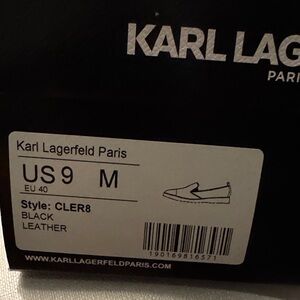 KARL LAG
PARI
Karl Lagerfeld Paris
US 9 M
EU 40
Style: CLER8
BLACK
LEATHER
190169816571
WWW.KARLLAGERFELDPARIS.COM